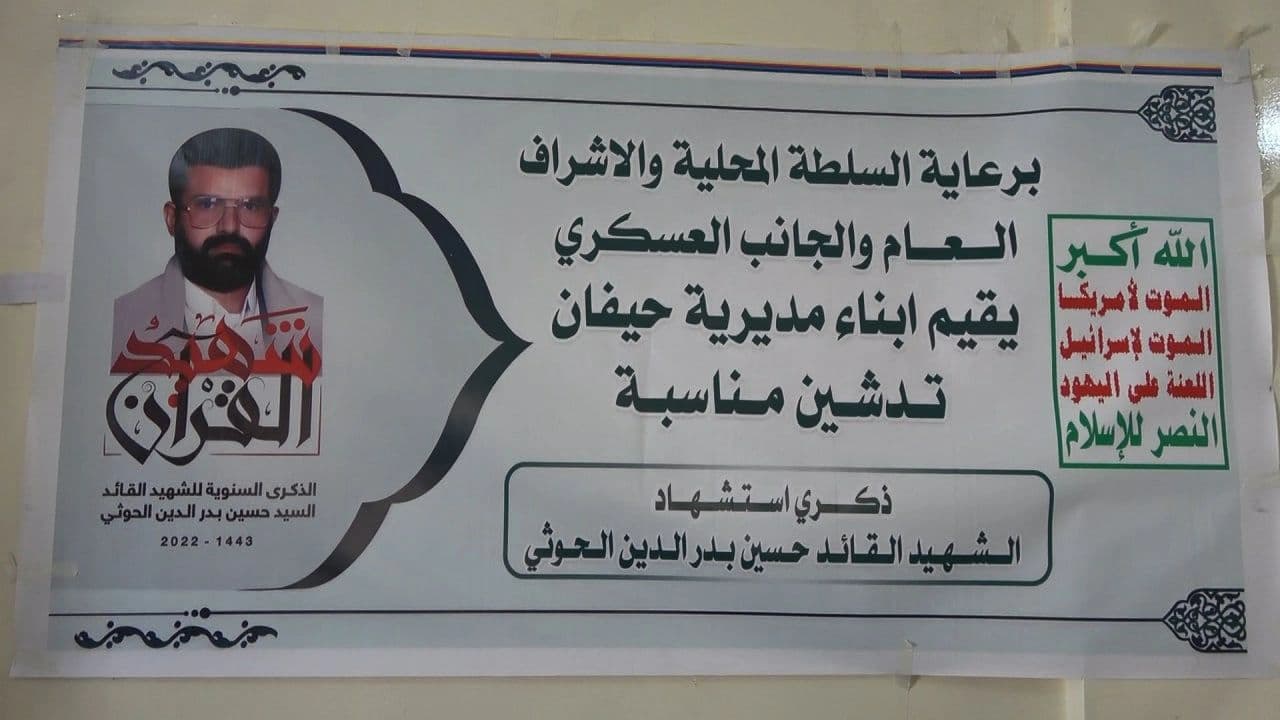 برعاية السلطة المحلية والاشراف
العام والجانب العسكري
يقيم ابناء مديرية حيفان
تدشين مناسبة
ذكري استشهاد
الشهيد القائد حسين بدر الدين الحوثي
الله أكبر
الموت لأمريكا
الموت لإسرائيل
اللعنة على اليهود
النصر للإسلام
شهيد
القرآن
الذكرى السنوية للشهيد القائد
السيد حسين بدر الدين الحوثي
2022 - 1443